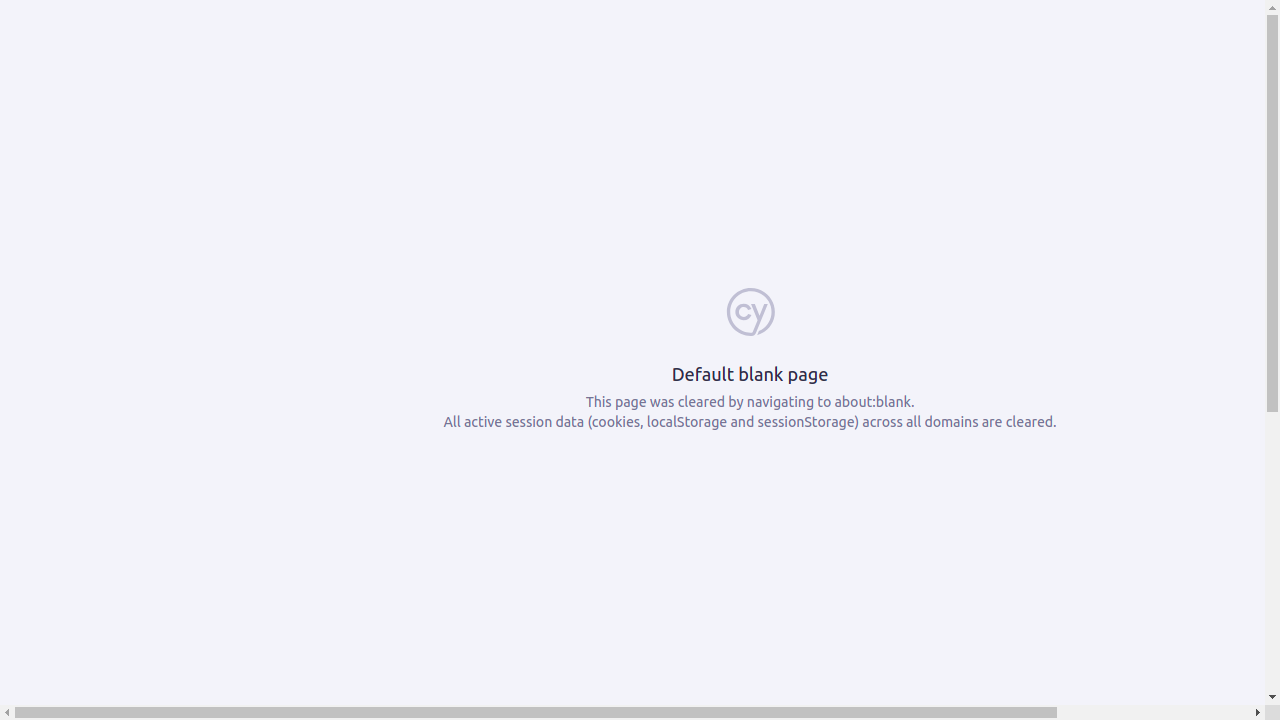 cy
Default blank page
This page was cleared by navigating to about:blank.
All active session data (cookies, localStorage and sessionStorage) across all domains are cleared.